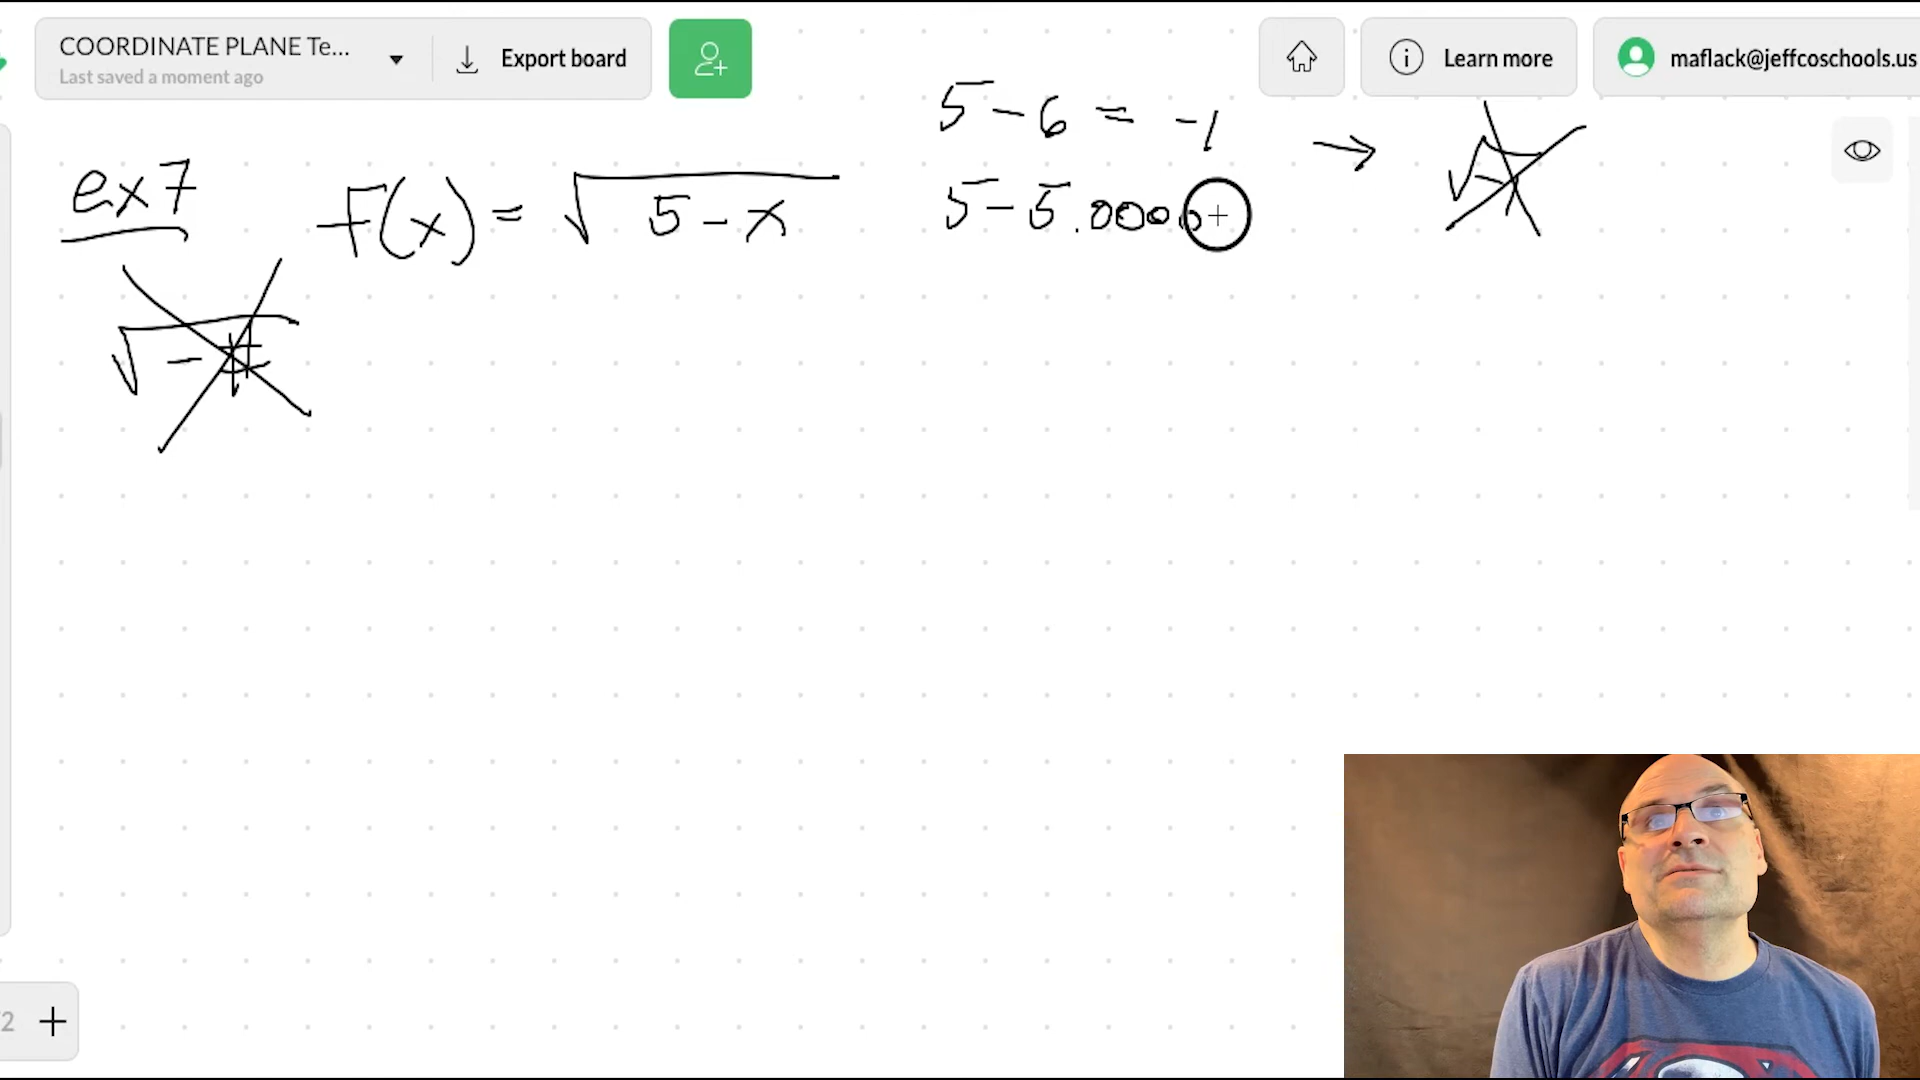 COORDINATE PLANE Te...
Last saved a moment ago
Export board
Learn more
maflack@jeffcoschools.us
5 - 6 = -1 → √-
ex7 f(x) = √5 - x
5 - 5.0000
√-#
2 +